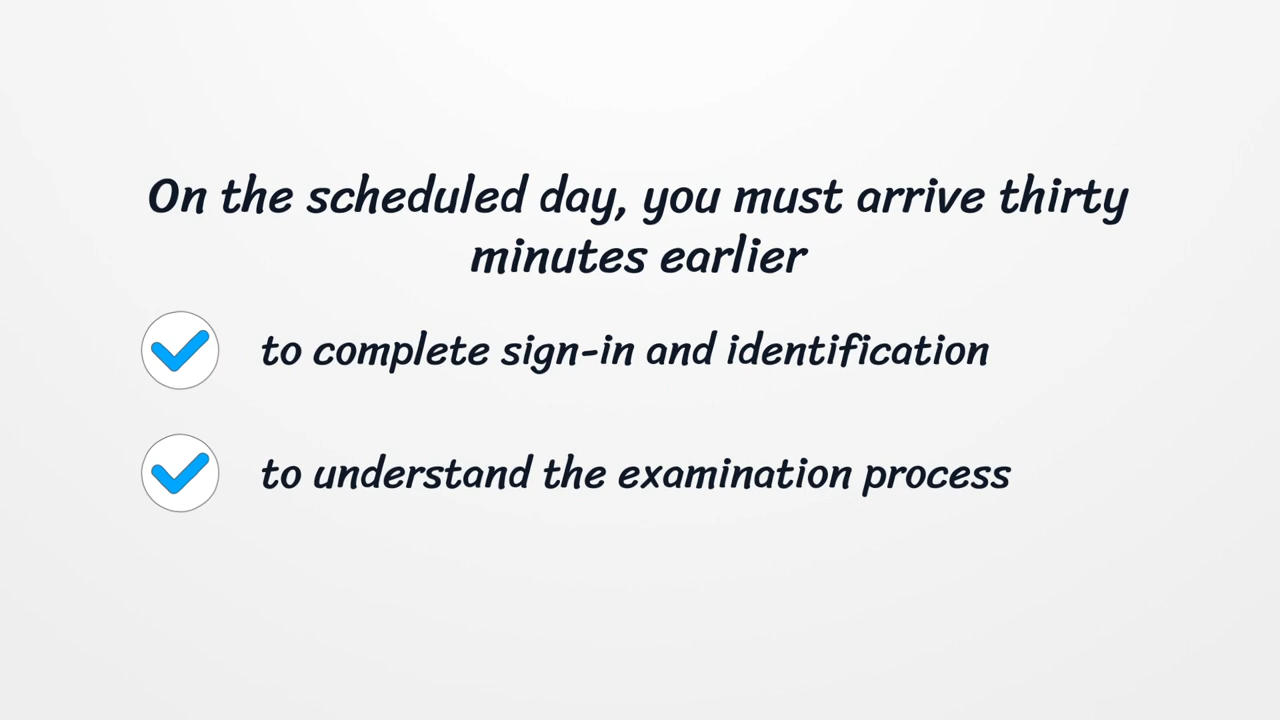 On the scheduled day, you must arrive thirty
minutes earlier
to complete sign-in and identification
to understand the examination process